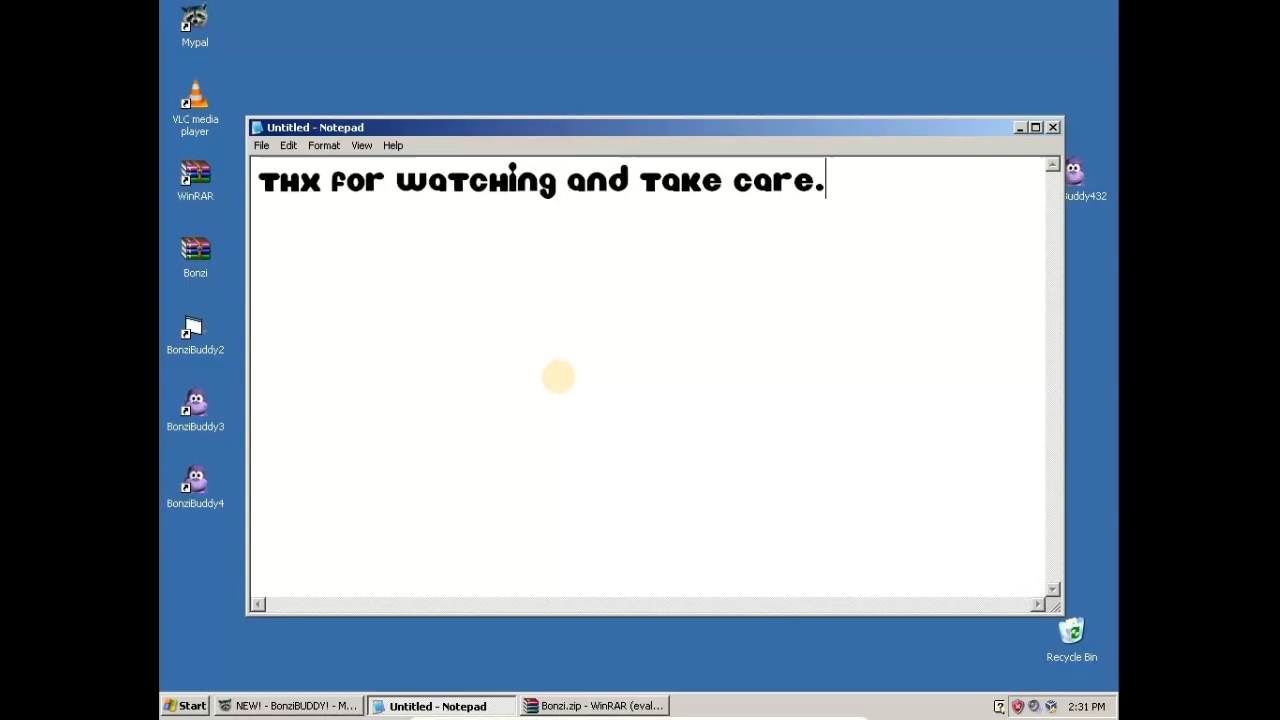 Mypal
VLC media
player
WinRAR
Bonzi
BonziBuddy2
BonziBuddy3
BonziBuddy4
Untitled - Notepad
File Edit Format View Help
THX for watching and take care.
Buddy432
Recycle Bin
Start
NEW! - BonziBUDDY! - M...
Untitled - Notepad
Bonzi.zip - WinRAR (eval...
2:31 PM